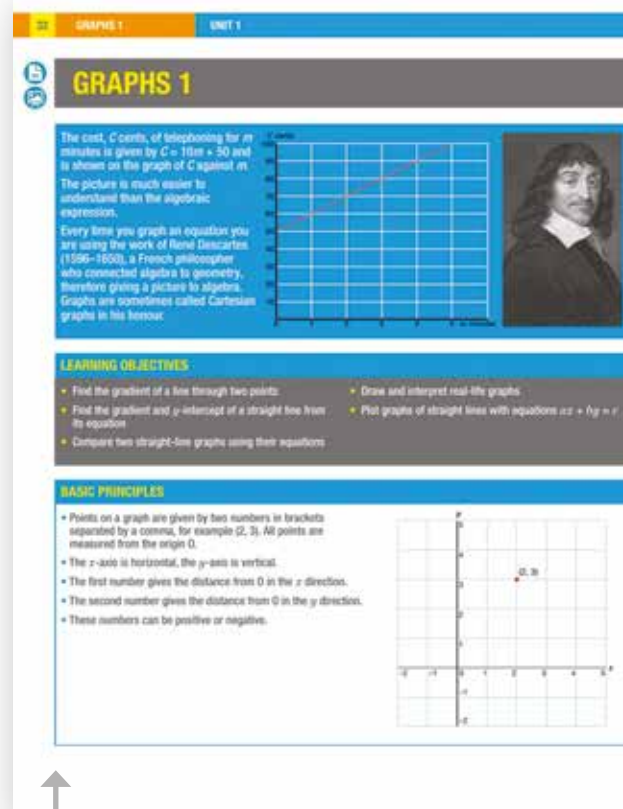 GRAPHS 1
UNIT 1
GRAPHS 1
The cost, C cents, of telephoning for m
minutes is given by C = 10m + 50 and
is shown on the graph of C against m.
The picture is much easier to
understand than the algebraic
expression.
Every time you graph an equation you
are using the work of René Descartes
(1596–1650), a French philosopher
who connected algebra to geometry,
therefore giving a picture to algebra.
Graphs are sometimes called Cartesian
graphs in his honour.
LEARNING OBJECTIVES
• Find the gradient of a line through two points
• Find the gradient and y-intercept of a straight line from
its equation
• Compare two straight-line graphs using their equations
• Draw and interpret real-life graphs
• Plot graphs of straight lines with equations ax + by = c
BASIC PRINCIPLES
• Points on a graph are given by two numbers in brackets
separated by a comma, for example (2, 3). All points are
measured from the origin O.
• The x-axis is horizontal, the y-axis is vertical.
• The first number gives the distance from O in the x direction.
• The second number gives the distance from O in the y direction.
• These numbers can be positive or negative.
(2, 3)